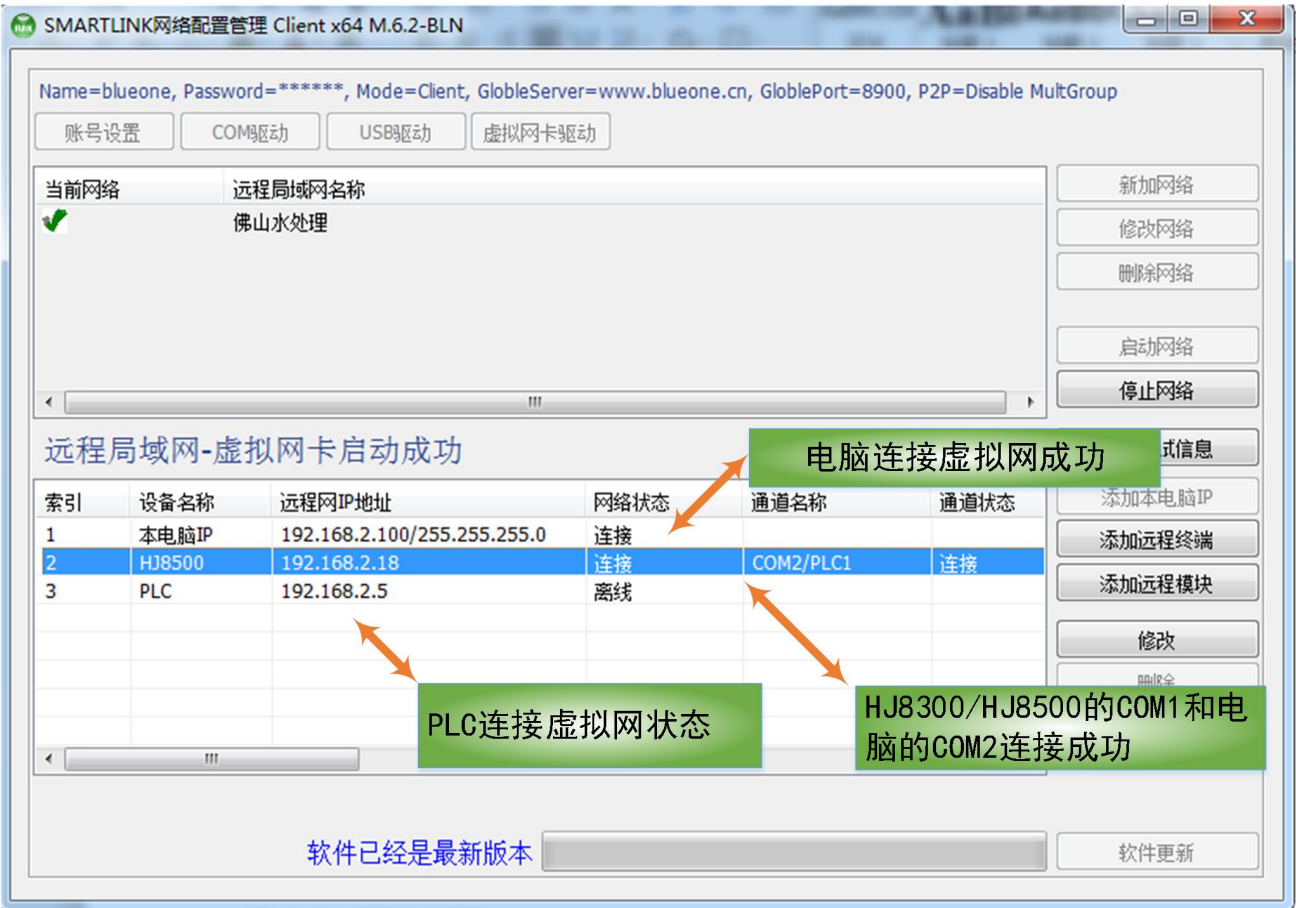 SMARTLINK网络配置管理 Client x64 M.6.2-BLN
Name=blueone, Password=******, Mode=Client, GlobleServer=www.blueone.cn, GloblePort=8900, P2P=Disable MultGroup
账号设置 COM驱动 USB驱动 虚拟网卡驱动
当前网络 远程局域网名称
佛山水处理
新加网络
修改网络
删除网络
启动网络
停止网络
远程局域网-虚拟网卡启动成功
电脑连接虚拟网成功
试信息
索引 设备名称 远程网IP地址 网络状态 通道名称 通道状态
添加本电脑IP
1 本电脑IP 192.168.2.100/255.255.255.0 连接
添加远程终端
2 HJ8500 192.168.2.18 连接 COM2/PLC1 连接
3 PLC 192.168.2.5 离线
添加远程模块
修改
删除
PLC连接虚拟网状态
HJ8300/HJ8500的COM1和电
脑的COM2连接成功
软件已经是最新版本
软件更新